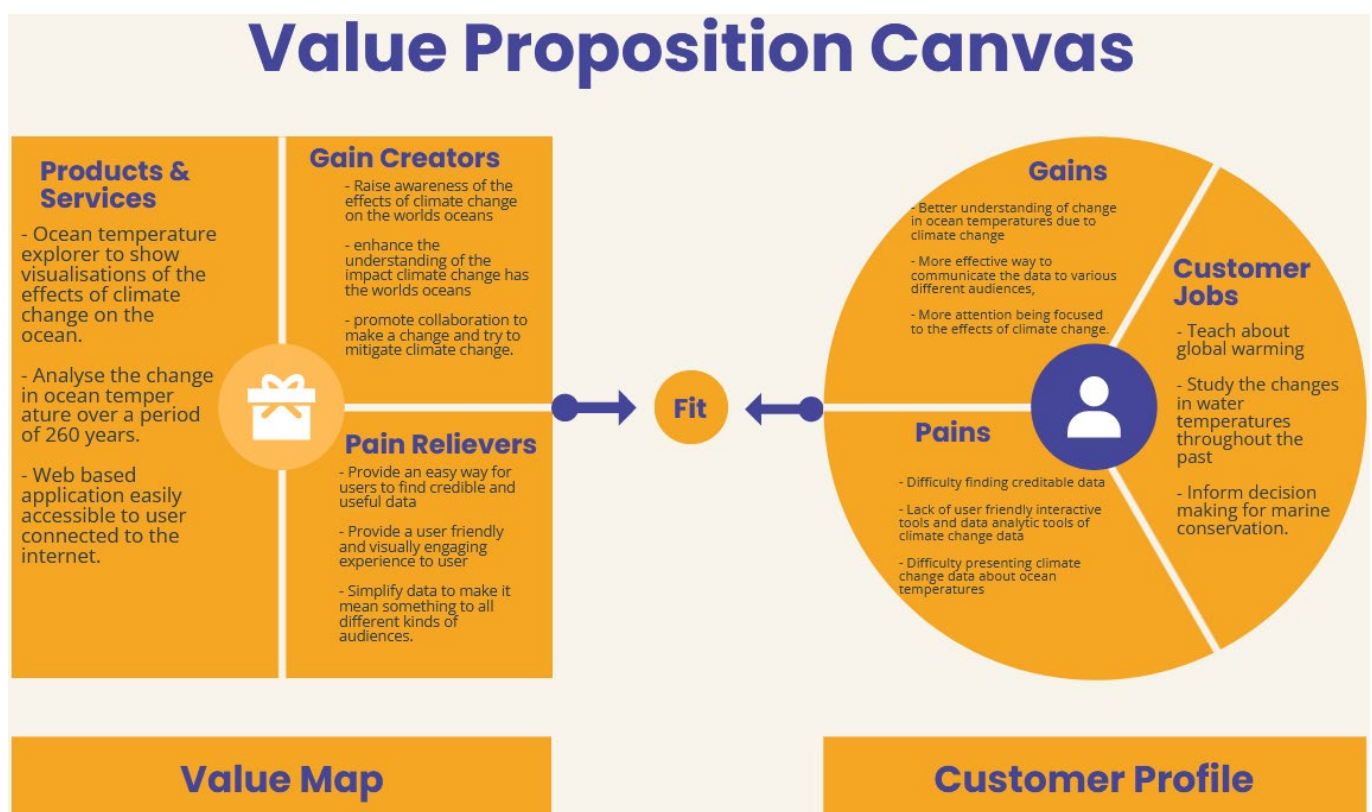 Value Proposition Canvas
Products &
Services
- Ocean temperature
explorer to show
visualisations of the
effects of climate
change on the
ocean.
- Analyse the change
in ocean temper
ature over a period
of 260 years.
- Web based
application easily
accessible to user
connected to the
internet.
Gain Creators
- Raise awareness of the
effects of climate change
on the worlds oceans
- enhance the
understanding of the
impact climate change has
the worlds oceans
- promote collaboration to
make a change and try to
mitigate climate change.
Pain Relievers
- Provide an easy way for
users to find credible and
useful data
- Provide a user friendly
and visually engaging
experience to user
- Simplify data to make it
mean something to all
different kinds of
audiences.
Fit
Gains
- Better understanding of change
in ocean temperatures due to
climate change
- More effective way to
communicate the data to various
different audiences,
- More attention being focused
to the effects of climate change.
Pains
- Difficulty finding creditable data
- Lack of user friendly interactive
tools and data analytic tools of
climate change data
- Difficulty presenting climate
change data about ocean
temperatures
Customer
Jobs
- Teach about
global warming
- Study the changes
in water
temperatures
throughout the
past
- Inform decision
making for marine
conservation.
Value Map
Customer Profile